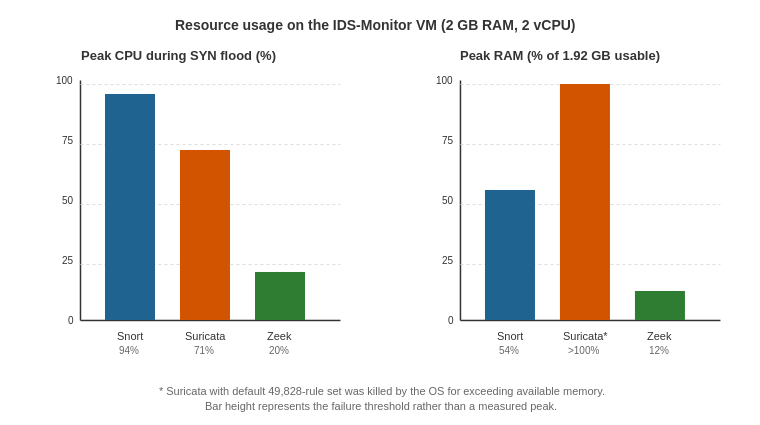 Resource usage on the IDS-Monitor VM (2 GB RAM, 2 vCPU)
Peak CPU during SYN flood (%)
100
75
50
25
0
Snort
Suricata
Zeek
94%
71%
20%
Peak RAM (% of 1.92 GB usable)
100
75
50
25
0
Snort
Suricata*
Zeek
54%
>100%
12%
* Suricata with default 49,828-rule set was killed by the OS for exceeding available memory.
Bar height represents the failure threshold rather than a measured peak.